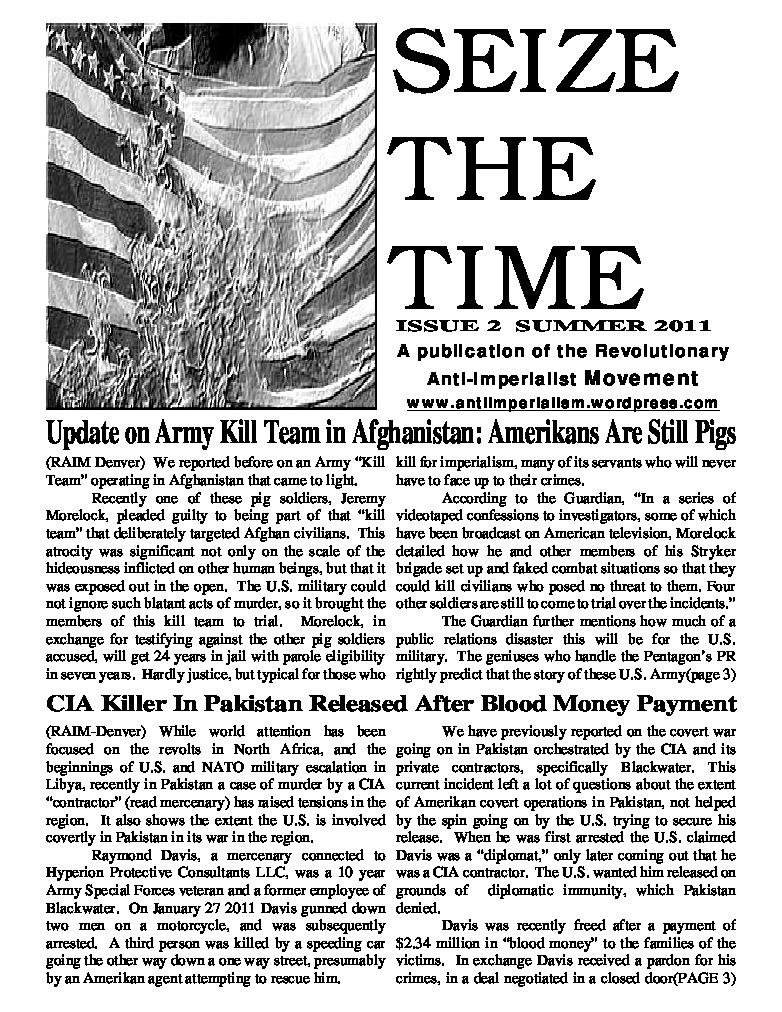 SEIZE
THE
TIME
ISSUE 2 SUMMER 2011
A publication of the Revolutionary
Anti-Imperialist Movement
www.antiimperialism.wordpress.com
Update on Army Kill Team in Afghanistan: Amerikans Are Still Pigs
(RAIM Denver) We reported before on an Army “Kill
Team” operating in Afghanistan that came to light.
Recently one of these pig soldiers, Jeremy
Morelock, pleaded guilty to being part of that “kill
team” that deliberately targeted Afghan civilians. This
atrocity was significant not only on the scale of the
hideousness inflicted on other human beings, but that it
was exposed out in the open. The U.S. military could
not ignore such blatant acts of murder, so it brought the
members of this kill team to trial. Morelock, in
exchange for testifying against the other pig soldiers
accused, will get 24 years in jail with parole eligibility
in seven years. Hardly justice, but typical for those who
kill for imperialism, many of its servants who will never
have to face up to their crimes.
According to the Guardian, “In a series of
videotaped confessions to investigators, some of which
have been broadcast on American television, Morelock
detailed how he and other members of his Stryker
brigade set up and faked combat situations so that they
could kill civilians who posed no threat to them. Four
other soldiers are still to come to trial over the incidents.”
The Guardian further mentions how much of a
public relations disaster this will be for the U.S.
military. The geniuses who handle the Pentagon’s PR
rightly predict that the story of these U.S. Army(page 3)
CIA Killer In Pakistan Released After Blood Money Payment
(RAIM-Denver) While world attention has been
focused on the revolts in North Africa, and the
beginnings of U.S. and NATO military escalation in
Libya, recently in Pakistan a case of murder by a CIA
“contractor” (read mercenary) has raised tensions in the
region. It also shows the extent the U.S. is involved
covertly in Pakistan in its war in the region.
Raymond Davis, a mercenary connected to
Hyperion Protective Consultants LLC, was a 10 year
Army Special Forces veteran and a former employee of
Blackwater. On January 27 2011 Davis gunned down
two men on a motorcycle, and was subsequently
arrested. A third person was killed by a speeding car
going the other way down a one way street, presumably
by an Amerikan agent attempting to rescue him.
We have previously reported on the covert war
going on in Pakistan orchestrated by the CIA and its
private contractors, specifically Blackwater. This
current incident left a lot of questions about the extent
of Amerikan covert operations in Pakistan, not helped
by the spin going on by the U.S. trying to secure his
release. When he was first arrested the U.S. claimed
Davis was a “diplomat,” only later coming out that he
was a CIA contractor. The U.S. wanted him released on
grounds of diplomatic immunity, which Pakistan
denied.
Davis was recently freed after a payment of
$2.34 million in “blood money” to the families of the
victims. In exchange Davis received a pardon for his
crimes, in a deal negotiated in a closed door(PAGE 3)